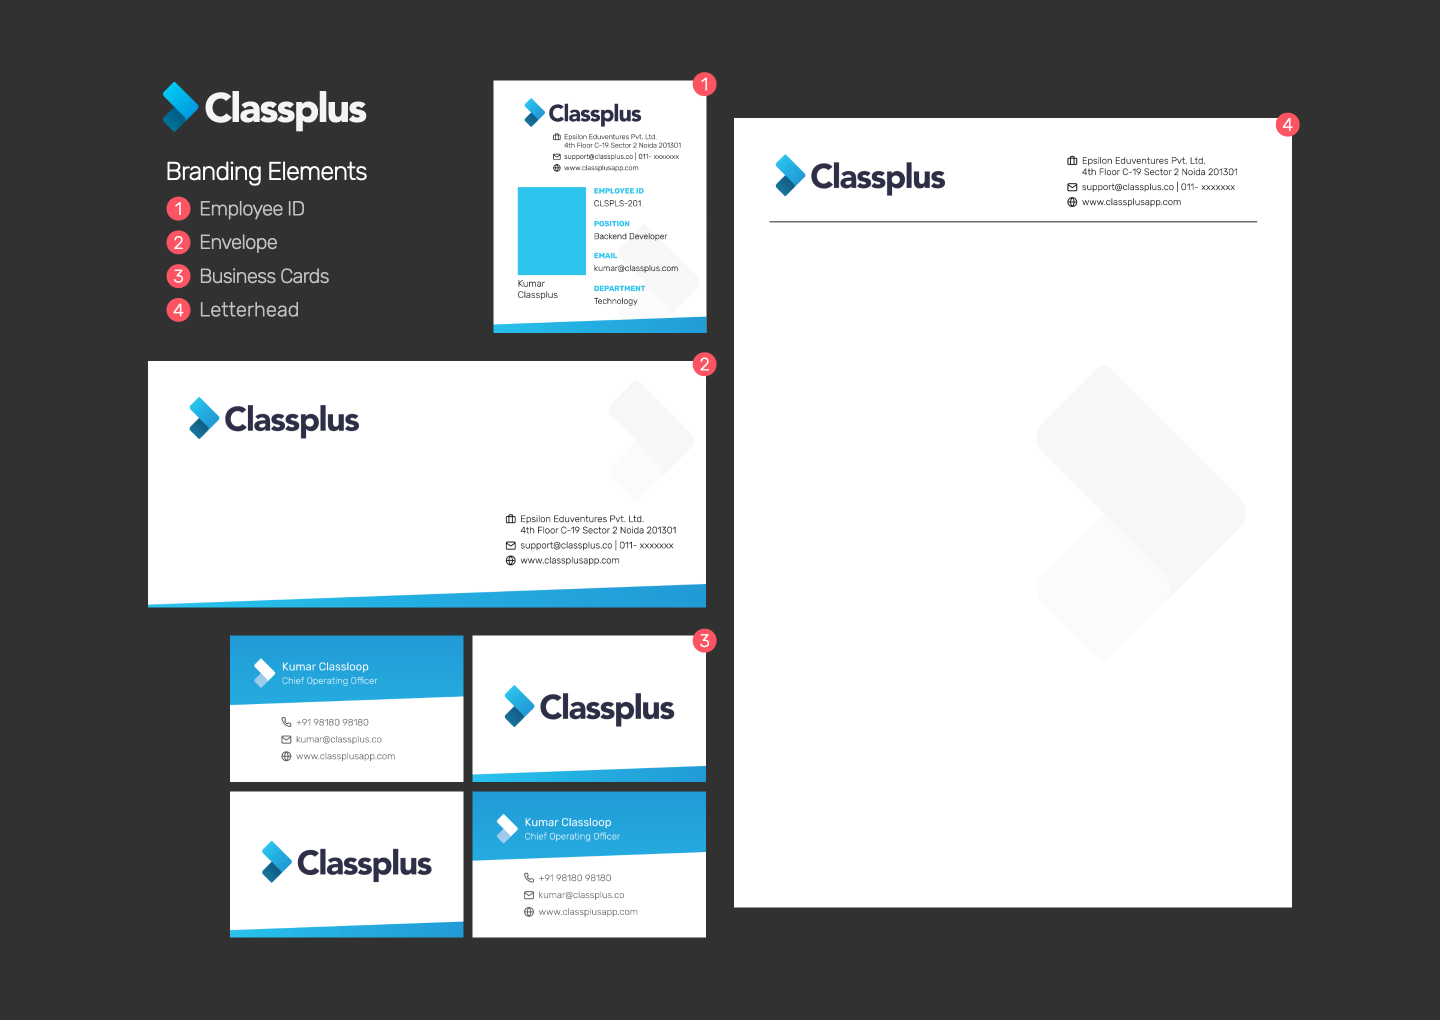 Classplus
Branding Elements
1 Employee ID
2 Envelope
3 Business Cards
4 Letterhead
1
Classplus
Epsilon Eduventures Pvt. Ltd.
4th Floor C-19 Sector 2 Noida 201301
support@classplus.co | 011- xxxxxxx
www.classplusapp.com
EMPLOYEE ID
CLSPLS-201
POSITION
Backend Developer
EMAIL
kumar@classplus.com
DEPARTMENT
Technology
Kumar
Classplus
2
Classplus
Epsilon Eduventures Pvt. Ltd.
4th Floor C-19 Sector 2 Noida 201301
support@classplus.co | 011- xxxxxxx
www.classplusapp.com
3
Kumar Classloop
Chief Operating Officer
+91 98180 98180
kumar@classplus.co
www.classplusapp.com
Classplus
Classplus
Kumar Classloop
Chief Operating Officer
+91 98180 98180
kumar@classplus.co
www.classplusapp.com
4
Classplus
Epsilon Eduventures Pvt. Ltd.
4th Floor C-19 Sector 2 Noida 201301
support@classplus.co | 011- xxxxxxx
www.classplusapp.com